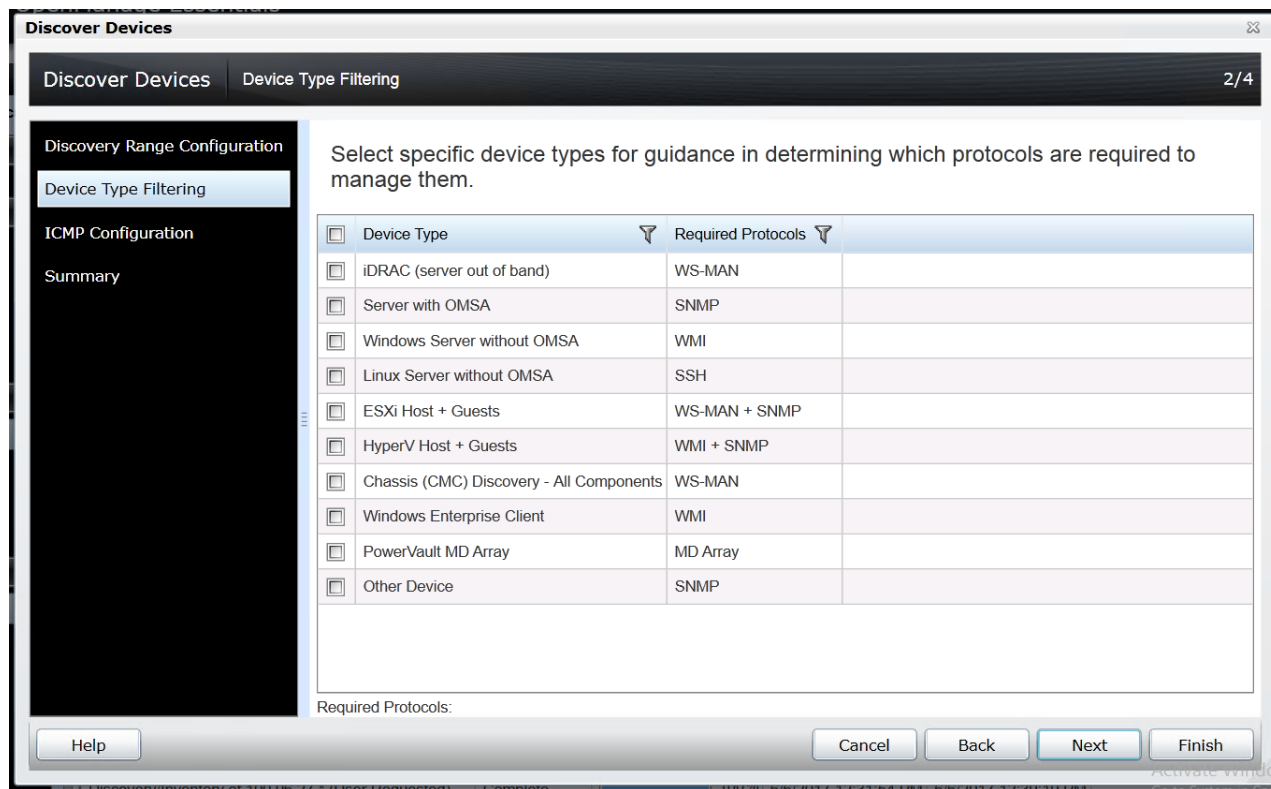 OpenManage Essentials
Discover Devices
Discover Devices Device Type Filtering 2/4
Discovery Range Configuration
Device Type Filtering
ICMP Configuration
Summary
Select specific device types for guidance in determining which protocols are required to
manage them.
Device Type Required Protocols
iDRAC (server out of band) WS-MAN
Server with OMSA SNMP
Windows Server without OMSA WMI
Linux Server without OMSA SSH
ESXi Host + Guests WS-MAN + SNMP
HyperV Host + Guests WMI + SNMP
Chassis (CMC) Discovery - All Components WS-MAN
Windows Enterprise Client WMI
PowerVault MD Array MD Array
Other Device SNMP
Required Protocols:
Help Cancel Back Next Finish